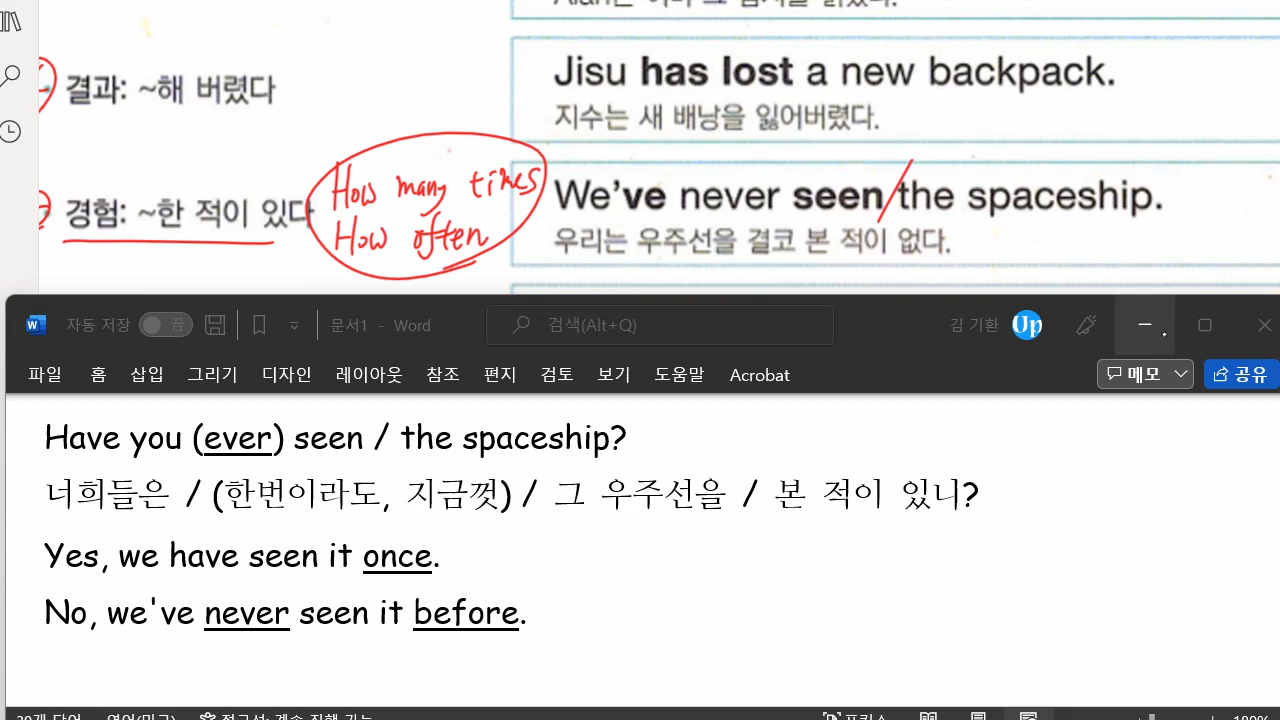 결과: ~해 버렸다
Jisu has lost a new backpack.
지수는 새 배낭을 잃어버렸다.
경험: ~한 적이 있다
How many times
How often
We've never seen/the spaceship.
우리는 우주선을 결코 본 적이 없다.
자동 저장 끔 문서1 - Word 검색(Alt+Q) 김 기환 Up
파일 홈 삽입 그리기 디자인 레이아웃 참조 편지 검토 보기 도움말 Acrobat 메모 공유
Have you (ever) seen / the spaceship?
너희들은 / (한번이라도, 지금껏) / 그 우주선을 / 본 적이 있니?
Yes, we have seen it once.
No, we've never seen it before.